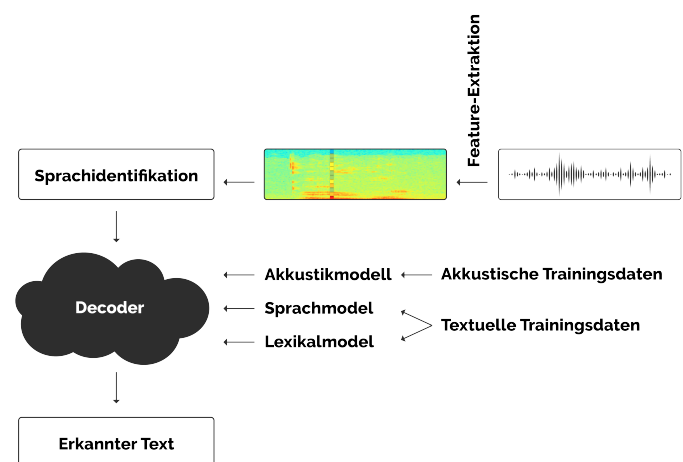 Feature-Extraktion
Sprachidentifikation
Decoder
Akkustikmodell
Akkustische Trainingsdaten
Sprachmodel
Textuelle Trainingsdaten
Lexikalmodel
Erkannter Text